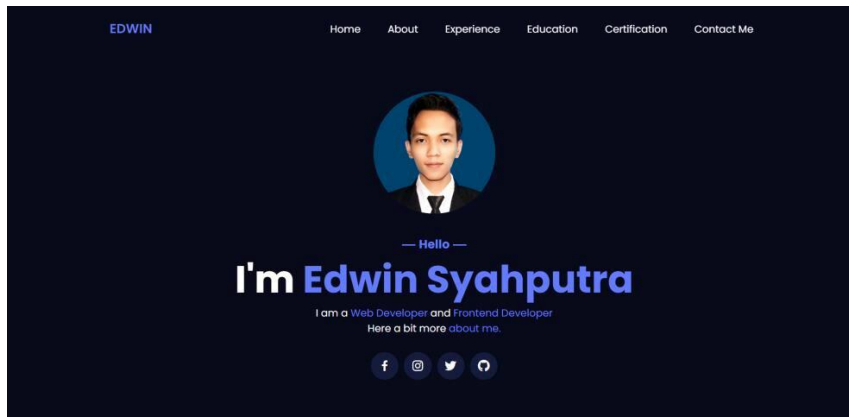 EDWIN
Home About Experience Education Certification Contact Me
— Hello —
I'm Edwin Syahputra
I am a Web Developer and Frontend Developer
Here a bit more about me.